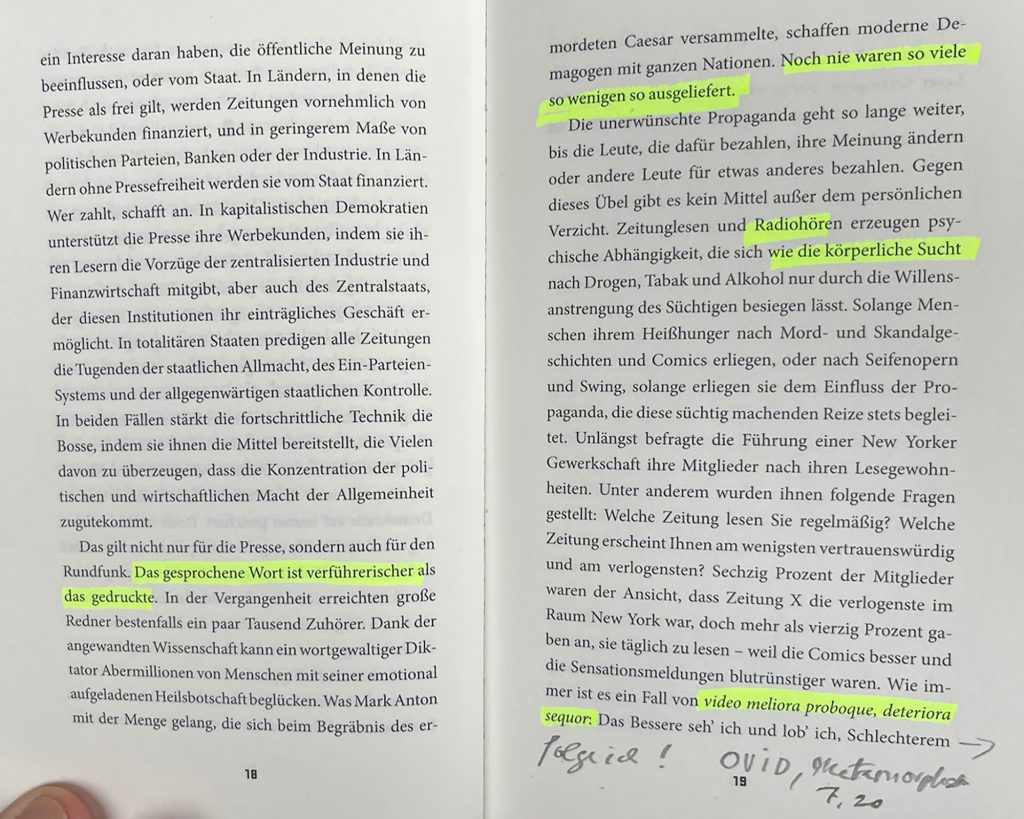 ein Interesse daran haben, die öffentliche Meinung zu
beeinflussen, oder vom Staat. In Ländern, in denen die
Presse als frei gilt, werden Zeitungen vornehmlich von
Werbekunden finanziert, und in geringerem Maße von
politischen Parteien, Banken oder der Industrie. In Län-
dern ohne Pressefreiheit werden sie vom Staat finanziert.
Wer zahlt, schafft an. In kapitalistischen Demokratien
unterstützt die Presse ihre Werbekunden, indem sie ih-
ren Lesern die Vorzüge der zentralisierten Industrie und
Finanzwirtschaft mitgibt, aber auch des Zentralstaats,
der diesen Institutionen ihr einträgliches Geschäft er-
möglicht. In totalitären Staaten predigen alle Zeitungen
die Tugenden der staatlichen Allmacht, des Ein-Parteien-
Systems und der allgegenwärtigen staatlichen Kontrolle.
In beiden Fällen stärkt die fortschrittliche Technik die
Bosse, indem sie ihnen die Mittel bereitstellt, die Vielen
davon zu überzeugen, dass die Konzentration der poli-
tischen und wirtschaftlichen Macht der Allgemeinheit
zugutekommt.
Das gilt nicht nur für die Presse, sondern auch für den
Rundfunk. Das gesprochene Wort ist verführerischer als
das gedruckte. In der Vergangenheit erreichten große
Redner bestenfalls ein paar Tausend Zuhörer. Dank der
angewandten Wissenschaft kann ein wortgewaltiger Dik-
tator Abermillionen von Menschen mit seiner emotional
aufgeladenen Heilsbotschaft beglücken. Was Mark Anton
mit der Menge gelang, die sich beim Begräbnis des er-
18
mordeten Caesar versammelte, schaffen moderne De-
magogen mit ganzen Nationen. Noch nie waren so viele
so wenigen so ausgeliefert.
Die unerwünschte Propaganda geht so lange weiter,
bis die Leute, die dafür bezahlen, ihre Meinung ändern
oder andere Leute für etwas anderes bezahlen. Gegen
dieses Übel gibt es kein Mittel außer dem persönlichen
Verzicht. Zeitunglesen und Radiohören erzeugen psy-
chische Abhängigkeit, die sich wie die körperliche Sucht
nach Drogen, Tabak und Alkohol nur durch die Willens-
anstrengung des Süchtigen besiegen lässt. Solange Men-
schen ihrem Heißhunger nach Mord- und Skandalge-
schichten und Comics erliegen, oder nach Seifenopern
und Swing, solange erliegen sie dem Einfluss der Pro-
paganda, die diese süchtig machenden Reize stets beglei-
tet. Unlängst befragte die Führung einer New Yorker
Gewerkschaft ihre Mitglieder nach ihren Lesegewohn-
heiten. Unter anderem wurden ihnen folgende Fragen
gestellt: Welche Zeitung lesen Sie regelmäßig? Welche
Zeitung erscheint Ihnen am wenigsten vertrauenswürdig
und am verlogensten? Sechzig Prozent der Mitglieder
waren der Ansicht, dass Zeitung X die verlogenste im
Raum New York war, doch mehr als vierzig Prozent ga-
ben an, sie täglich zu lesen – weil die Comics besser und
die Sensationsmeldungen blutrünstiger waren. Wie im-
mer ist es ein Fall von video meliora proboque, deteriora
sequor: Das Bessere seh' ich und lob' ich, Schlechterem →
folge ich ! OVID, Metamorphosen
7, 20
19